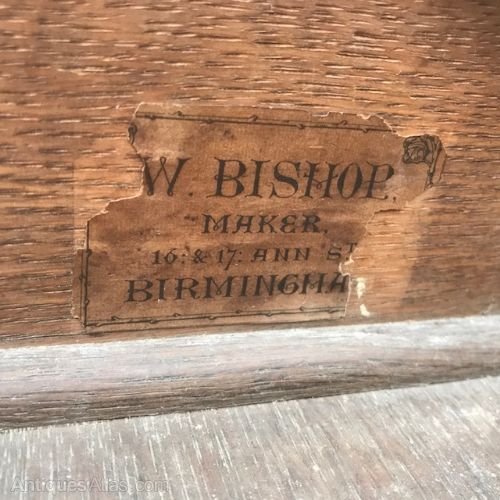 W. BISHOP,
MAKER,
16: & 17: ANN ST
BIRMINGHA
AntiquesAtlas.com